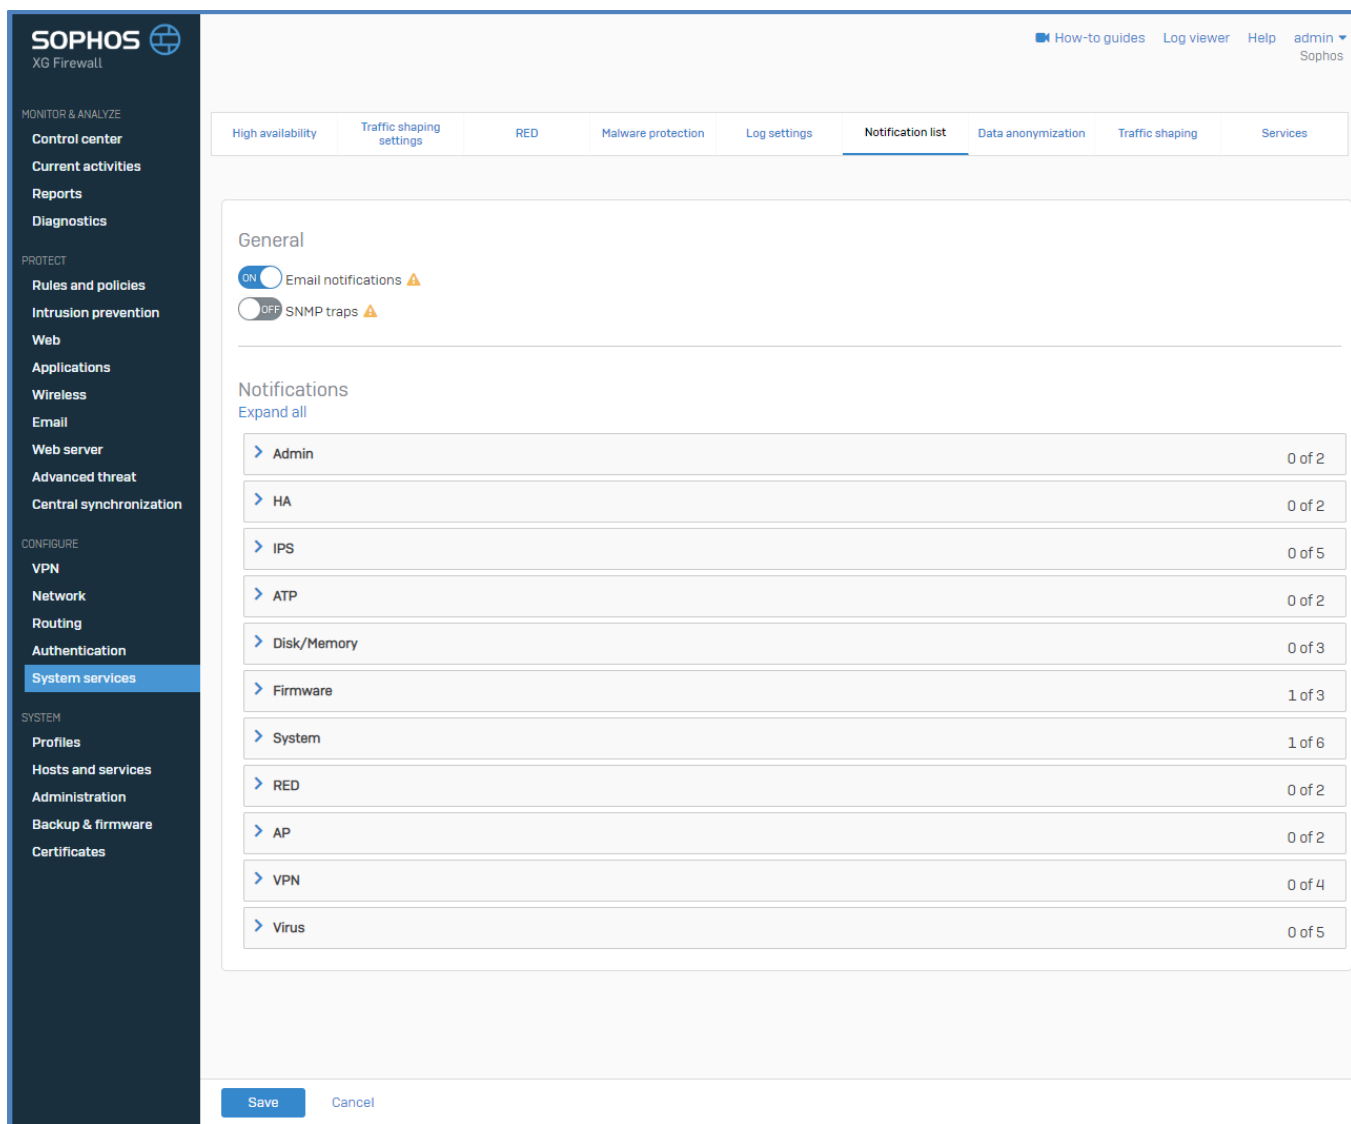 SOPHOS
XG Firewall
How-to guides Log viewer Help admin
Sophos
MONITOR & ANALYZE
Control center
Current activities
Reports
Diagnostics
PROTECT
Rules and policies
Intrusion prevention
Web
Applications
Wireless
Email
Web server
Advanced threat
Central synchronization
CONFIGURE
VPN
Network
Routing
Authentication
System services
SYSTEM
Profiles
Hosts and services
Administration
Backup & firmware
Certificates
High availability
Traffic shaping
settings
RED
Malware protection
Log settings
Notification list
Data anonymization
Traffic shaping
Services
General
ON Email notifications
OFF SNMP traps
Notifications
Expand all
Admin 0 of 2
HA 0 of 2
IPS 0 of 5
ATP 0 of 2
Disk/Memory 0 of 3
Firmware 1 of 3
System 1 of 6
RED 0 of 2
AP 0 of 2
VPN 0 of 4
Virus 0 of 5
Save Cancel